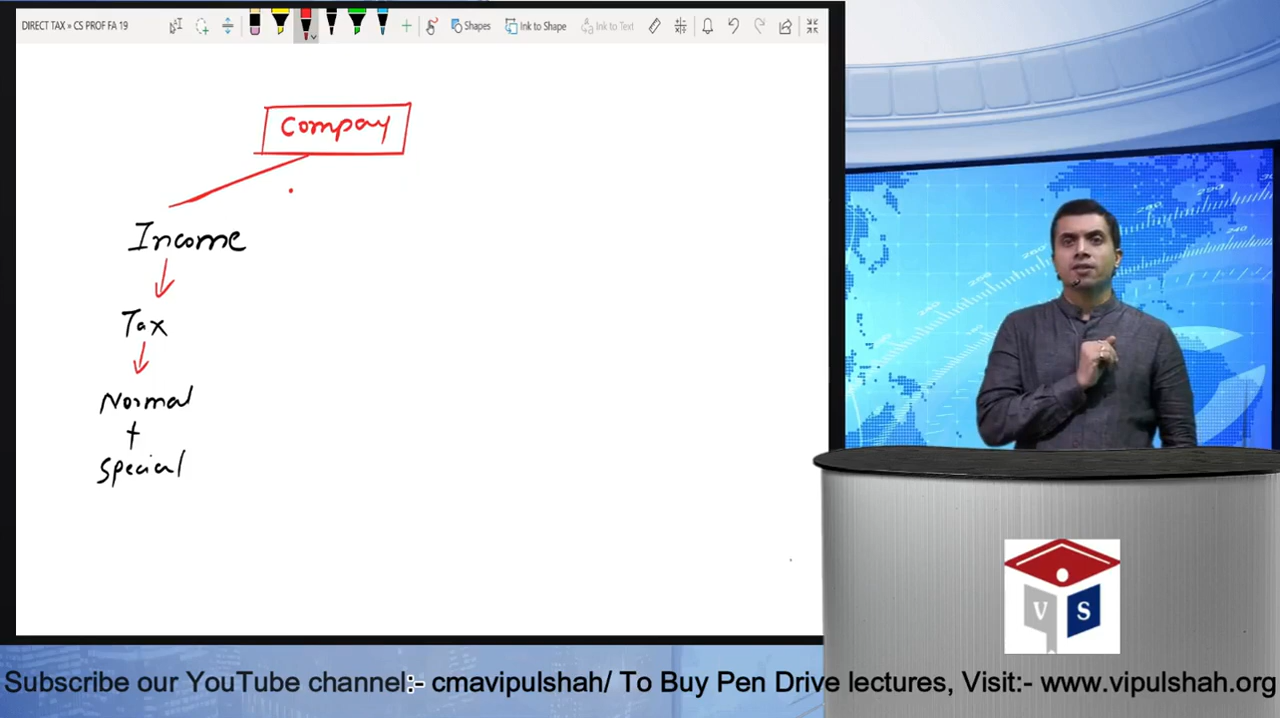 DIRECT TAX » CS PROF FA 19
Shapes
Ink to Shape
Ink to Text
Compay
Income
Tax
Normal
+
Special
V S
Subscribe our YouTube channel:- cmavipulshah/ To Buy Pen Drive lectures, Visit:- www.vipulshah.org